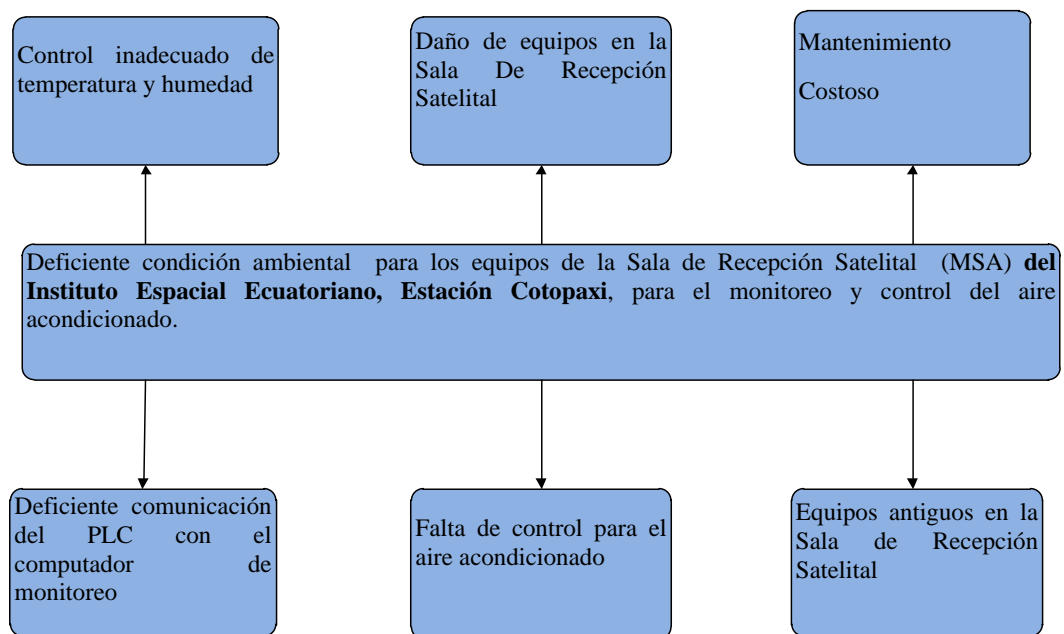 Control inadecuado de
temperatura y humedad
Daño de equipos en la
Sala De Recepción
Satelital
Mantenimiento
Costoso
Deficiente condición ambiental para los equipos de la Sala de Recepción Satelital (MSA) del
Instituto Espacial Ecuatoriano, Estación Cotopaxi, para el monitoreo y control del aire
acondicionado.
Deficiente comunicación
del PLC con el
computador de
monitoreo
Falta de control para el
aire acondicionado
Equipos antiguos en la
Sala de Recepción
Satelital